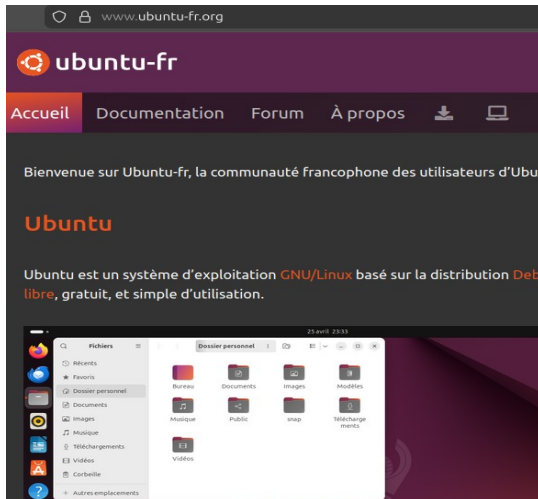 www.ubuntu-fr.org
ubuntu-fr
Accueil Documentation Forum À propos
Bienvenue sur Ubuntu-fr, la communauté francophone des utilisateurs d'Ubu
Ubuntu
Ubuntu est un système d'exploitation GNU/Linux basé sur la distribution Deb
libre, gratuit, et simple d'utilisation.
25 avril 23:33
Fichiers Dossier personnel
Récents
Favoris
Dossier personnel
Documents
Images
Musique
Téléchargements
Vidéos
Corbeille
Autres emplacements
Bureau Documents Images Modèles
Musique Public snap Télécharge
ments
Vidéos